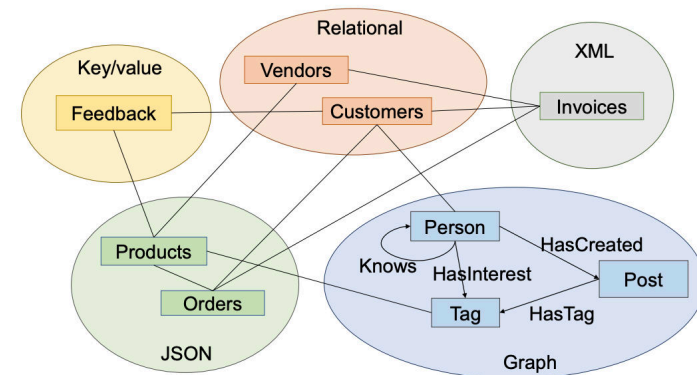 Relational
XML
Key/value
Vendors
Feedback
Customers
Invoices
Person
Products
HasCreated
Knows
HasInterest
Post
Orders
Tag
HasTag
JSON
Graph